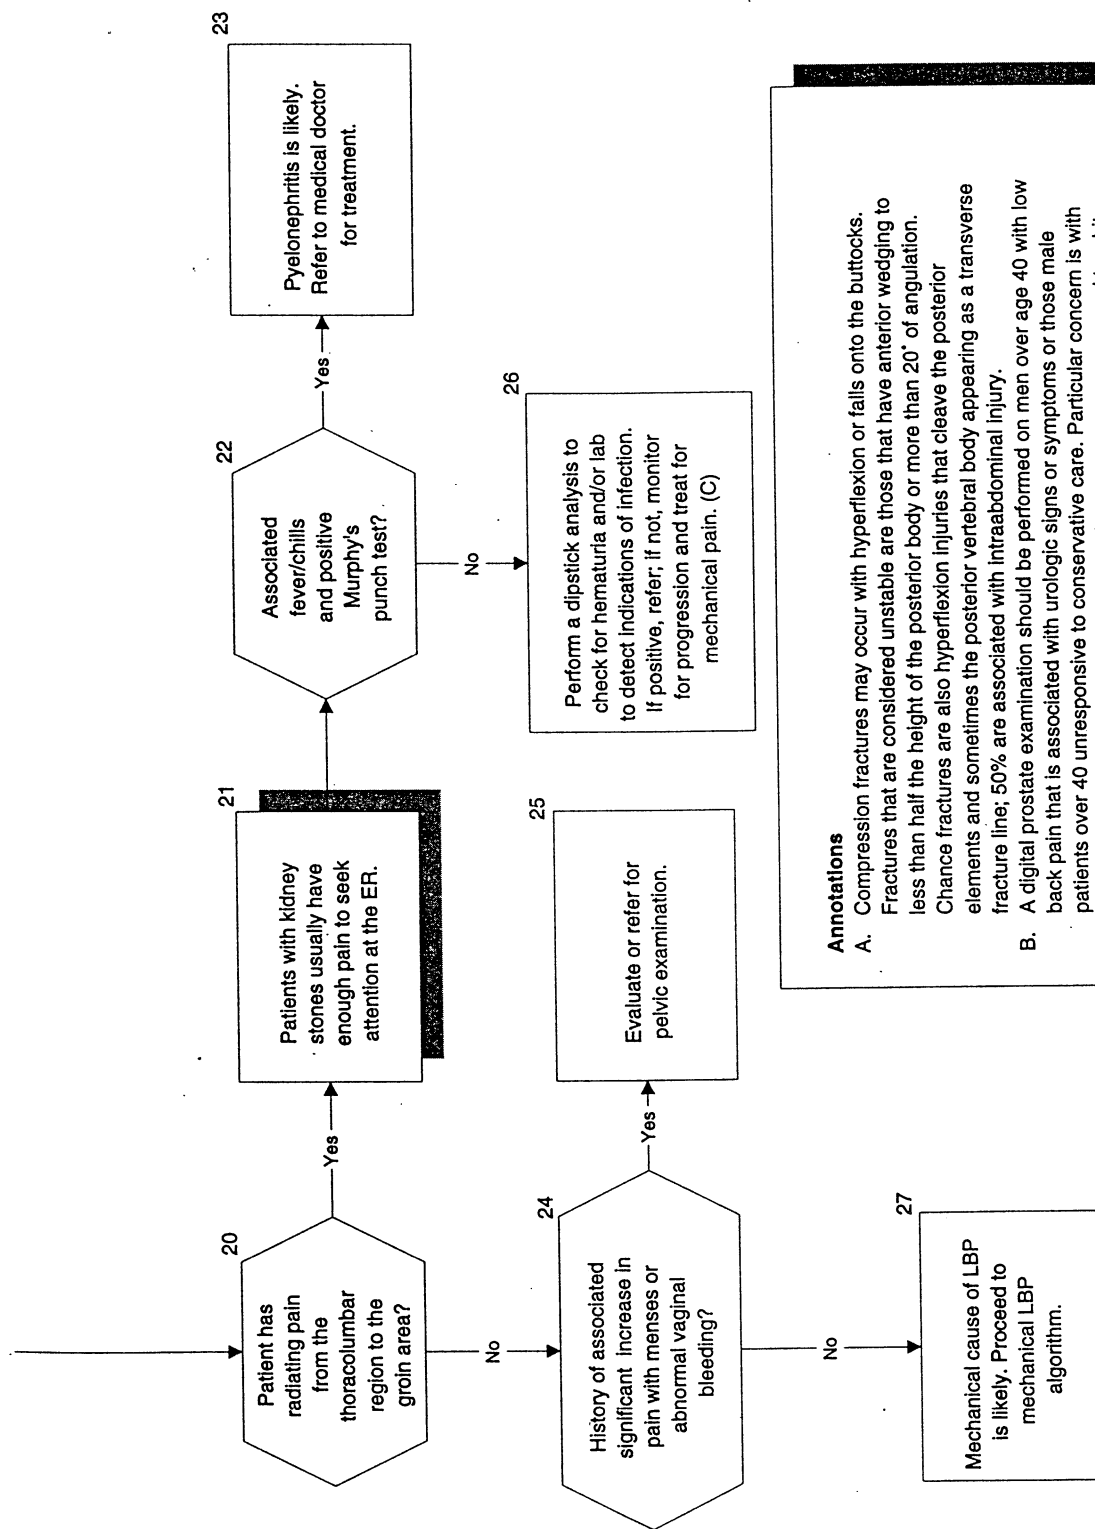 20
Patient has
radiating pain
from the
thoracolumbar
region to the
groin area?
Yes
21
Patients with kidney
stones usually have
enough pain to seek
attention at the ER.
22
Associated
fever/chills
and positive
Murphy's
punch test?
Yes
23
Pyelonephritis is likely.
Refer to medical doctor
for treatment.
No
24
History of associated
significant increase in
pain with menses or
abnormal vaginal
bleeding?
Yes
25
Evaluate or refer for
pelvic examination.
No
26
Perform a dipstick analysis to
check for hematuria and/or lab
to detect indications of infection.
If positive, refer; if not, monitor
for progression and treat for
mechanical pain. (C)
No
27
Mechanical cause of LBP
is likely. Proceed to
mechanical LBP
algorithm.
Annotations
A. Compression fractures may occur with hyperflexion or falls onto the buttocks.
Fractures that are considered unstable are those that have anterior wedging to
less than half the height of the posterior body or more than 20° of angulation.
Chance fractures are also hyperflexion injuries that cleave the posterior
elements and sometimes the posterior vertebral body appearing as a transverse
fracture line; 50% are associated with intraabdominal injury.
B. A digital prostate examination should be performed on men over age 40 with low
back pain that is associated with urologic signs or symptoms or those male
patients over 40 unresponsive to conservative care. Particular concern is with